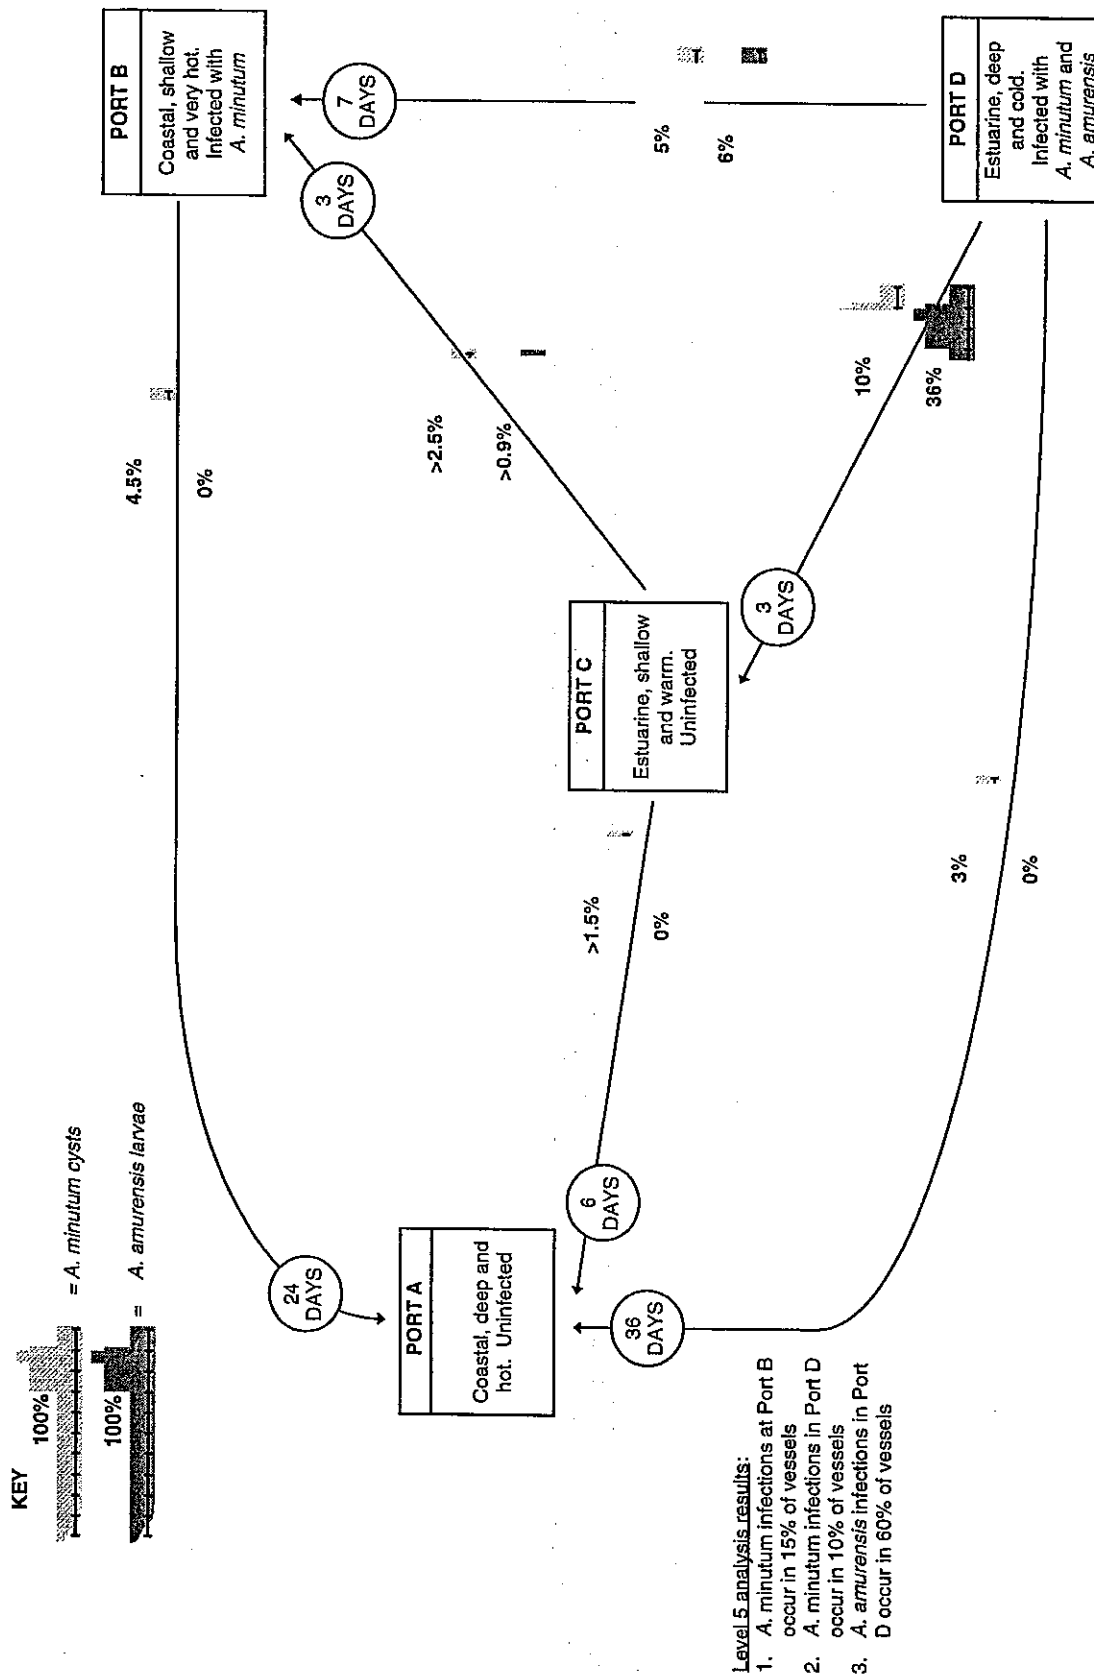 KEY
100%
= A. minutum cysts
100%
= A. amurensis larvae
PORT B
Coastal, shallow
and very hot.
Infected with
A. minutum
7
DAYS
3
DAYS
4.5%
0%
>2.5%
>0.9%
5%
6%
24
DAYS
PORT A
Coastal, deep and
hot. Uninfected
6
DAYS
>1.5%
0%
PORT C
Estuarine, shallow
and warm.
Uninfected
3
DAYS
10%
36%
PORT D
Estuarine, deep
and cold.
Infected with
A. minutum and
A. amurensis
36
DAYS
3%
0%
Level 5 analysis results:
1. A. minutum infections at Port B
occur in 15% of vessels
2. A. minutum infections in Port D
occur in 10% of vessels
3. A. amurensis infections in Port
D occur in 60% of vessels